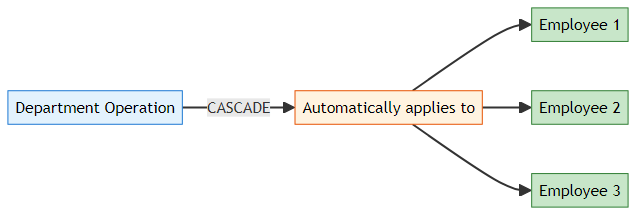 Department Operation
CASCADE
Automatically applies to
Employee 1
Employee 2
Employee 3